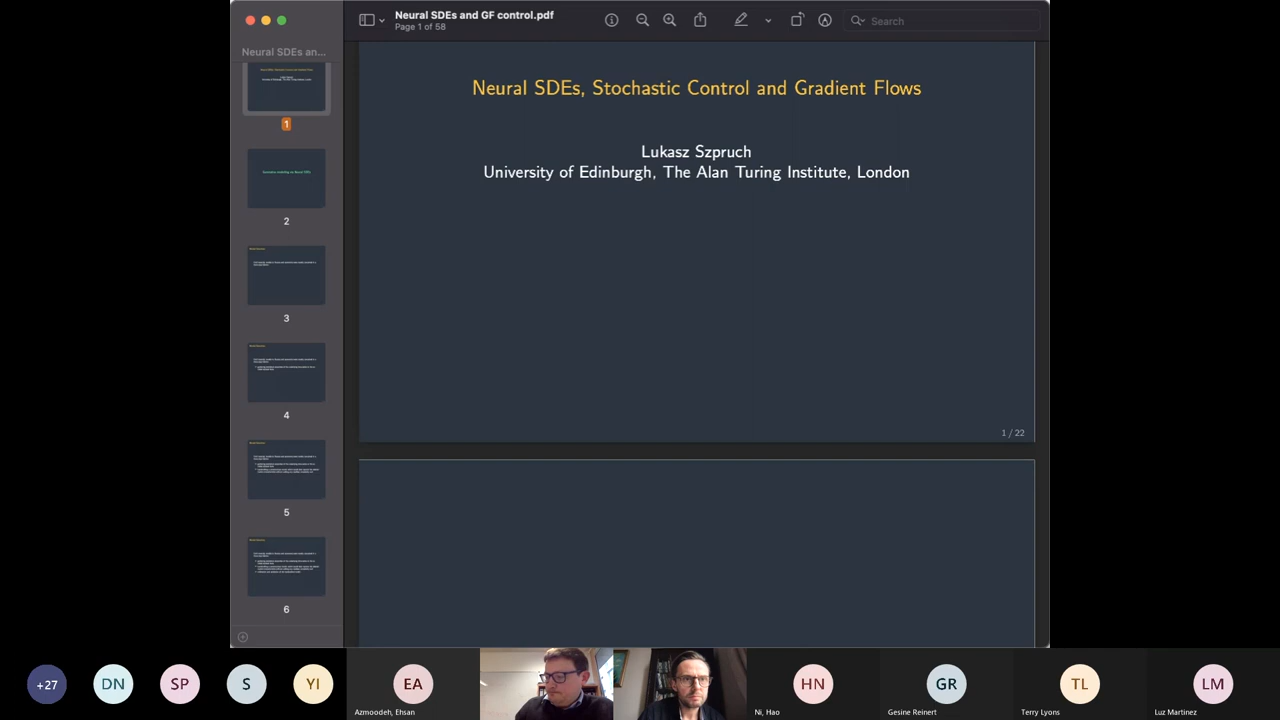 Neural SDEs and GF control.pdf
Page 1 of 58
Search
Neural SDEs an...
1
2
3
4
5
6
Neural SDEs, Stochastic Control and Gradient Flows
Lukasz Szpruch
University of Edinburgh, The Alan Turing Institute, London
1 / 22
+27
DN
SP
S
YI
EA
Azmoodeh, Ehsan
HN
Ni, Hao
GR
Gesine Reinert
TL
Terry Lyons
LM
Luz Martinez